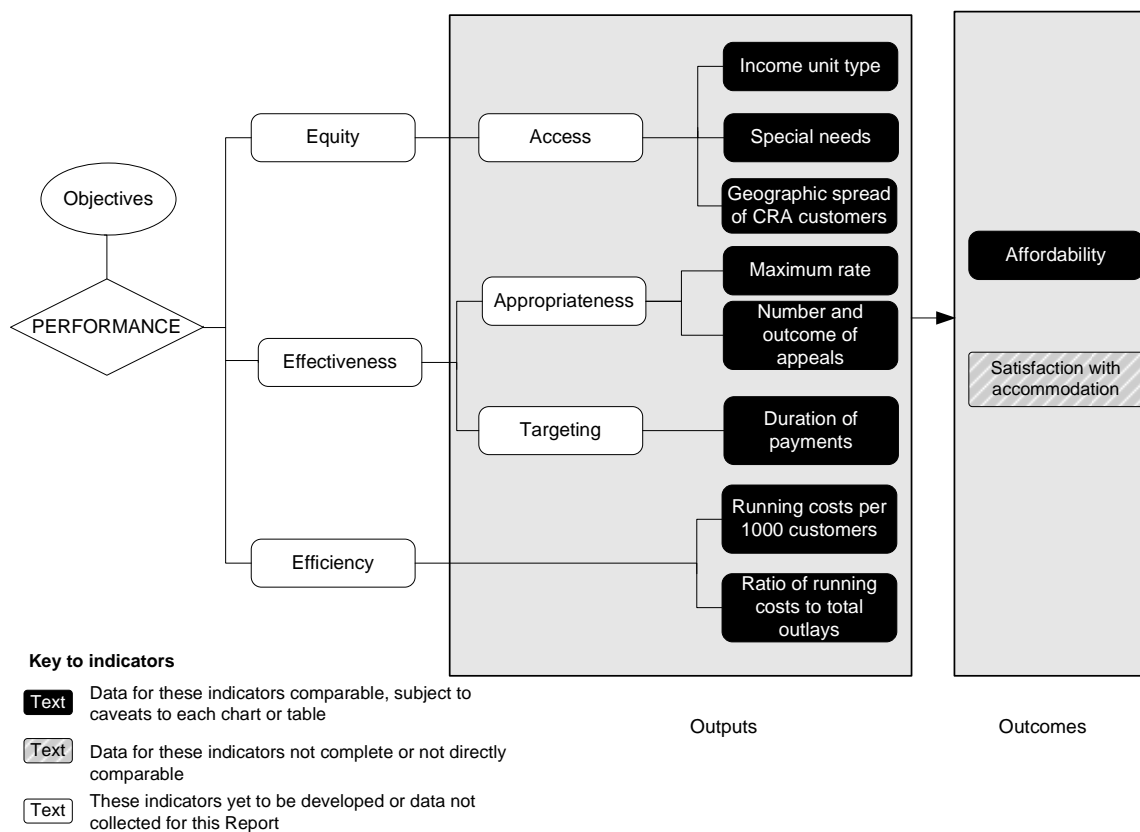 Objectives
PERFORMANCE
Equity
Effectiveness
Efficiency
Access
Appropriateness
Targeting
Income unit type
Special needs
Geographic spread
of CRA customers
Maximum rate
Number and
outcome of
appeals
Duration of
payments
Running costs per
1000 customers
Ratio of running
costs to total
outlays
Affordability
Satisfaction with
accommodation
Outputs
Outcomes
Key to indicators
Text
Data for these indicators comparable, subject to
caveats to each chart or table
Text
Data for these indicators not complete or not directly
comparable
Text
These indicators yet to be developed or data not
collected for this Report